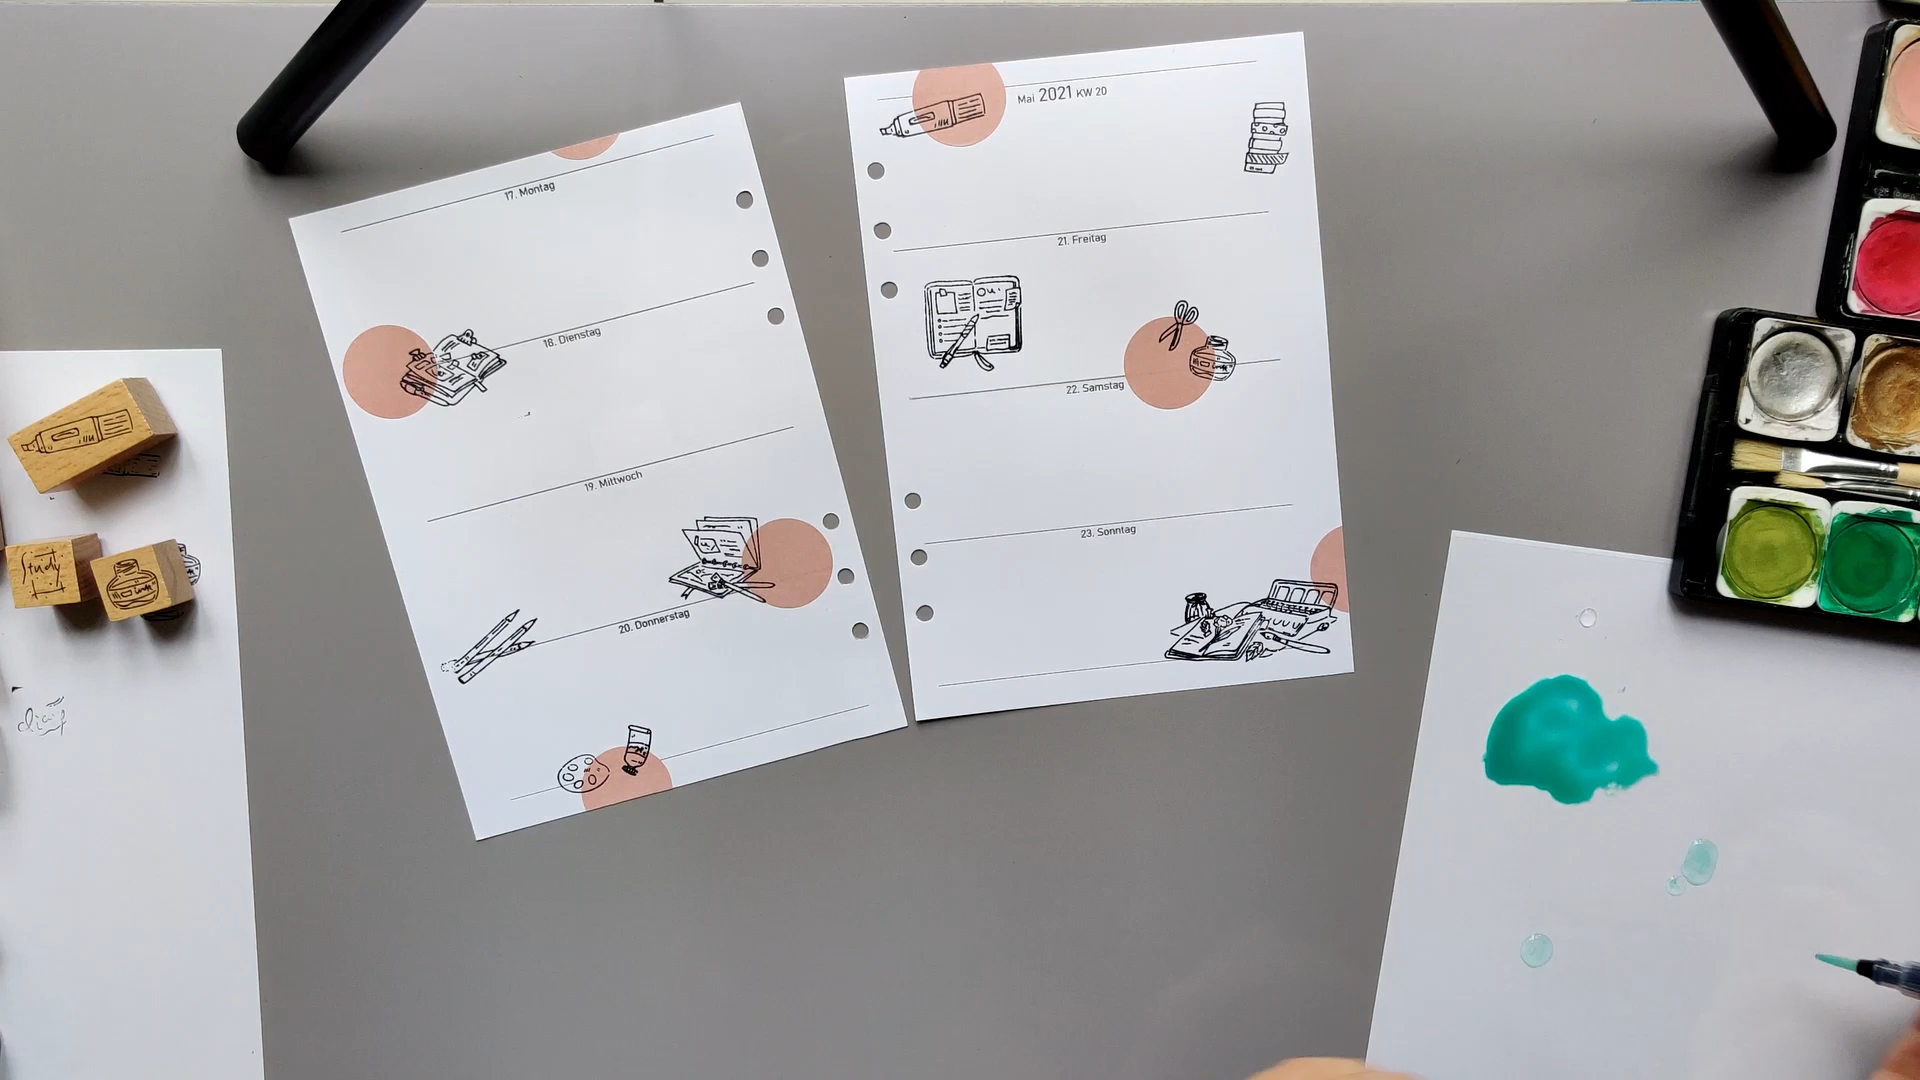 17. Montag
18. Dienstag
19. Mittwoch
20. Donnerstag
Mai 2021 KW 20
21. Freitag
22. Samstag
23. Sonntag
Study